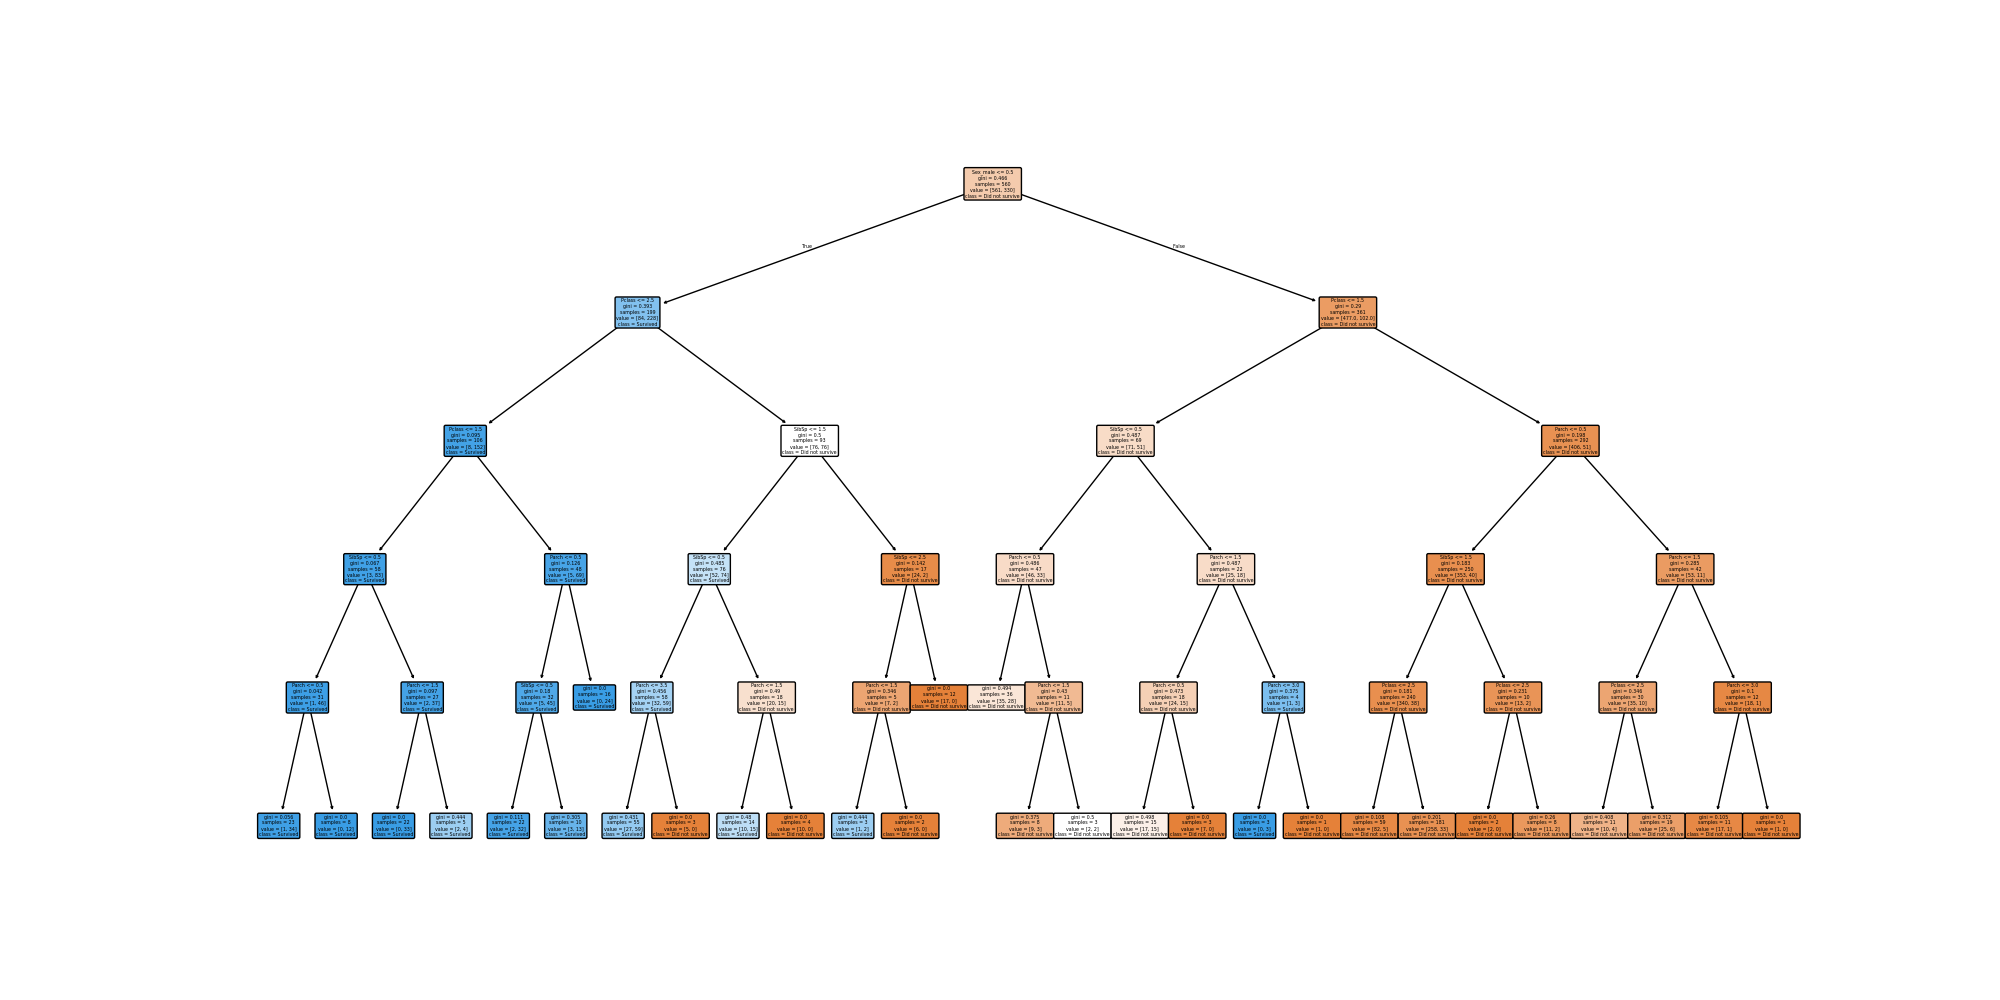 Sex_male <= 0.5
gini = 0.466
samples = 560
value = [561, 330]
class = Did not survive
True
False
Pclass <= 2.5
gini = 0.393
samples = 199
value = [84, 228]
class = Survived
Pclass <= 1.5
gini = 0.29
samples = 361
value = [477.0, 102.0]
class = Did not survive
Pclass <= 1.5
gini = 0.095
samples = 106
value = [8, 152]
class = Survived
SibSp <= 1.5
gini = 0.5
samples = 93
value = [76, 76]
class = Did not survive
SibSp <= 0.5
gini = 0.487
samples = 69
value = [71, 51]
class = Did not survive
Parch <= 0.5
gini = 0.198
samples = 292
value = [406, 51]
class = Did not survive
SibSp <= 0.5
gini = 0.067
samples = 58
value = [3, 83]
class = Survived
Parch <= 0.5
gini = 0.126
samples = 48
value = [5, 69]
class = Survived
SibSp <= 0.5
gini = 0.485
samples = 76
value = [52, 74]
class = Survived
SibSp <= 2.5
gini = 0.142
samples = 17
value = [24, 2]
class = Did not survive
Parch <= 0.5
gini = 0.486
samples = 47
value = [46, 33]
class = Did not survive
Parch <= 1.5
gini = 0.487
samples = 22
value = [25, 18]
class = Did not survive
SibSp <= 1.5
gini = 0.183
samples = 250
value = [353, 40]
class = Did not survive
Parch <= 1.5
gini = 0.285
samples = 42
value = [53, 11]
class = Did not survive
Parch <= 0.5
gini = 0.042
samples = 31
value = [1, 46]
class = Survived
Parch <= 1.5
gini = 0.097
samples = 27
value = [2, 37]
class = Survived
SibSp <= 0.5
gini = 0.18
samples = 32
value = [5, 45]
class = Survived
gini = 0.0
samples = 16
value = [0, 24]
class = Survived
Parch <= 3.5
gini = 0.456
samples = 58
value = [32, 59]
class = Survived
Parch <= 1.5
gini = 0.49
samples = 18
value = [20, 15]
class = Did not survive
Parch <= 1.5
gini = 0.346
samples = 5
value = [7, 2]
class = Did not survive
gini = 0.0
samples = 12
value = [17, 0]
class = Did not survive
gini = 0.494
samples = 36
value = [35, 28]
class = Did not survive
Parch <= 1.5
gini = 0.43
samples = 11
value = [11, 5]
class = Did not survive
Parch <= 0.5
gini = 0.473
samples = 18
value = [24, 15]
class = Did not survive
Parch <= 3.0
gini = 0.375
samples = 4
value = [1, 3]
class = Survived
Pclass <= 2.5
gini = 0.181
samples = 240
value = [340, 38]
class = Did not survive
Pclass <= 2.5
gini = 0.231
samples = 10
value = [13, 2]
class = Did not survive
Pclass <= 2.5
gini = 0.346
samples = 30
value = [35, 10]
class = Did not survive
Parch <= 3.0
gini = 0.1
samples = 12
value = [18, 1]
class = Did not survive
gini = 0.056
samples = 23
value = [1, 34]
class = Survived
gini = 0.0
samples = 8
value = [0, 12]
class = Survived
gini = 0.0
samples = 22
value = [0, 33]
class = Survived
gini = 0.444
samples = 5
value = [2, 4]
class = Survived
gini = 0.111
samples = 22
value = [2, 32]
class = Survived
gini = 0.305
samples = 10
value = [3, 13]
class = Survived
gini = 0.431
samples = 55
value = [27, 59]
class = Survived
gini = 0.0
samples = 3
value = [5, 0]
class = Did not survive
gini = 0.48
samples = 14
value = [10, 15]
class = Survived
gini = 0.0
samples = 4
value = [10, 0]
class = Did not survive
gini = 0.444
samples = 3
value = [1, 2]
class = Survived
gini = 0.0
samples = 2
value = [6, 0]
class = Did not survive
gini = 0.375
samples = 8
value = [9, 3]
class = Did not survive
gini = 0.5
samples = 3
value = [2, 2]
class = Did not survive
gini = 0.498
samples = 15
value = [17, 15]
class = Did not survive
gini = 0.0
samples = 3
value = [7, 0]
class = Did not survive
gini = 0.0
samples = 3
value = [0, 3]
class = Survived
gini = 0.0
samples = 1
value = [1, 0]
class = Did not survive
gini = 0.108
samples = 59
value = [82, 5]
class = Did not survive
gini = 0.201
samples = 181
value = [258, 33]
class = Did not survive
gini = 0.0
samples = 2
value = [2, 0]
class = Did not survive
gini = 0.26
samples = 8
value = [11, 2]
class = Did not survive
gini = 0.408
samples = 11
value = [10, 4]
class = Did not survive
gini = 0.312
samples = 19
value = [25, 6]
class = Did not survive
gini = 0.105
samples = 11
value = [17, 1]
class = Did not survive
gini = 0.0
samples = 1
value = [1, 0]
class = Did not survive